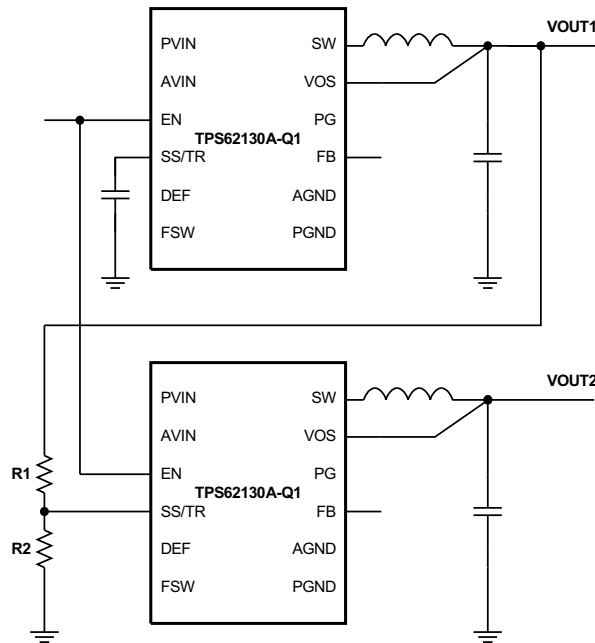 VOUT1
PVIN SW
AVIN VOS
EN PG
TPS62130A-Q1
SS/TR FB
DEF AGND
FSW PGND
VOUT2
PVIN SW
AVIN VOS
R1 EN PG
TPS62130A-Q1
SS/TR FB
R2 DEF AGND
FSW PGND